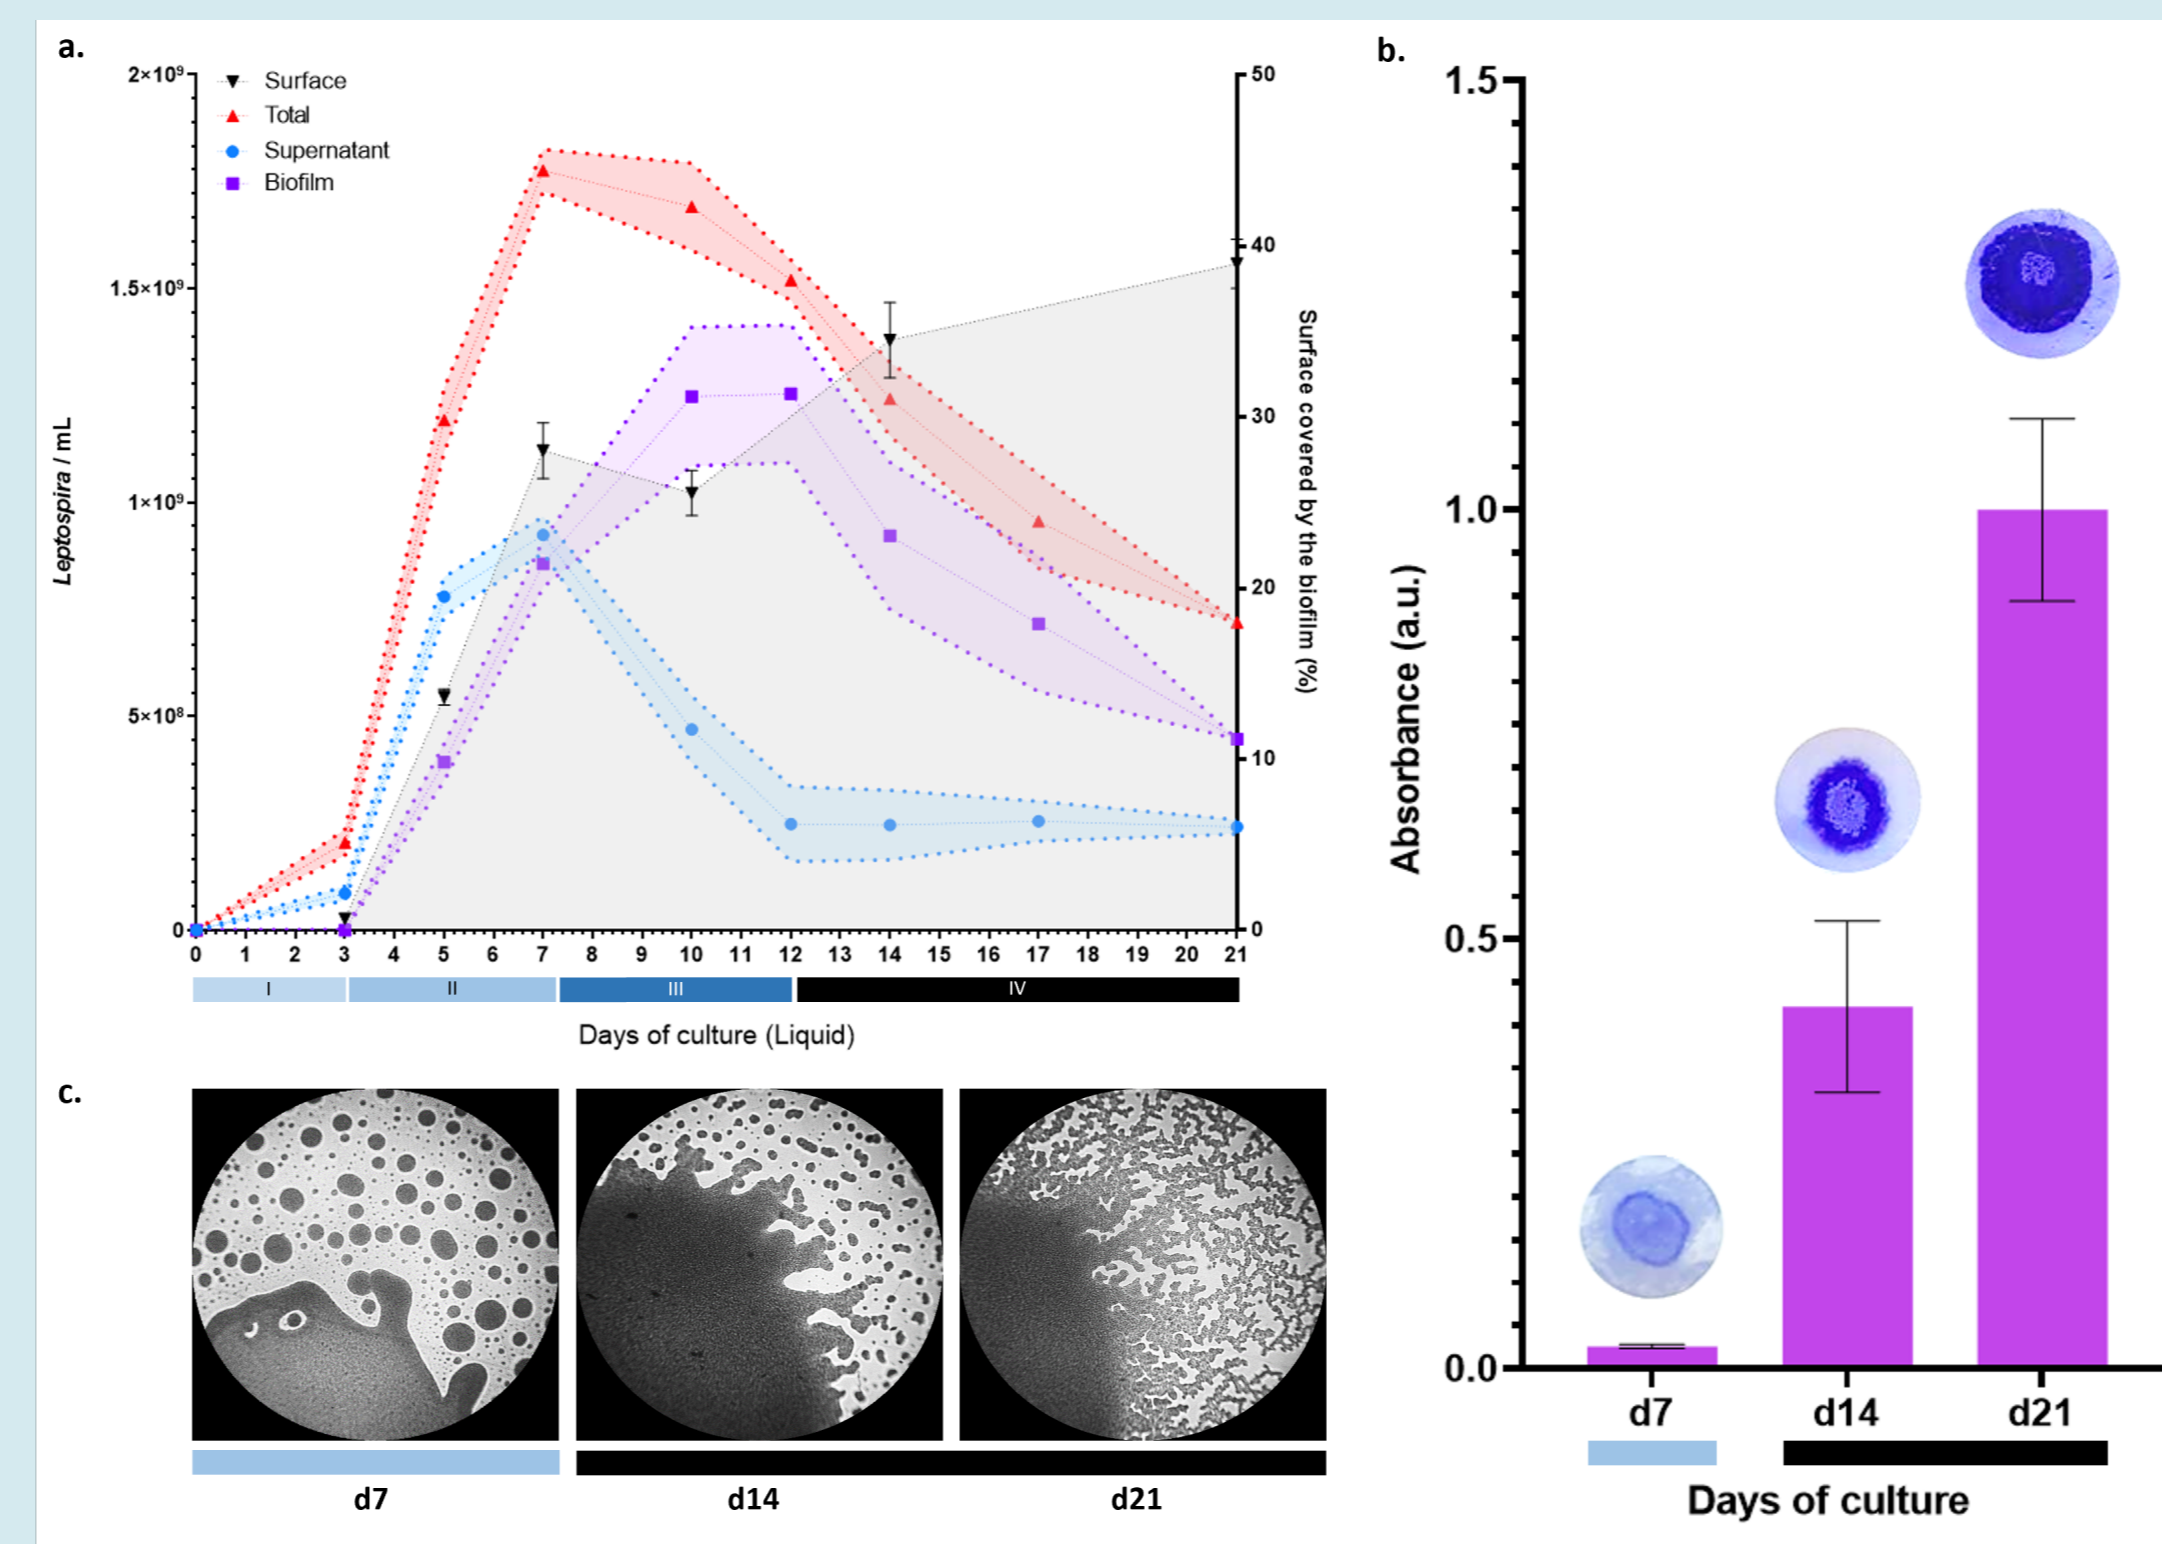 a.
2×10⁹
1.5×10⁹
1×10⁹
5×10⁸
0
Leptospira / mL
Surface
Total
Supernatant
Biofilm
50
40
30
20
10
0
Surface covered by the biofilm (%)
0 1 2 3 4 5 6 7 8 9 10 11 12 13 14 15 16 17 18 19 20 21
I II III IV
Days of culture (Liquid)
b.
1.5
1.0
0.5
0.0
Absorbance (a.u.)
d7 d14 d21
Days of culture
c.
d7 d14 d21